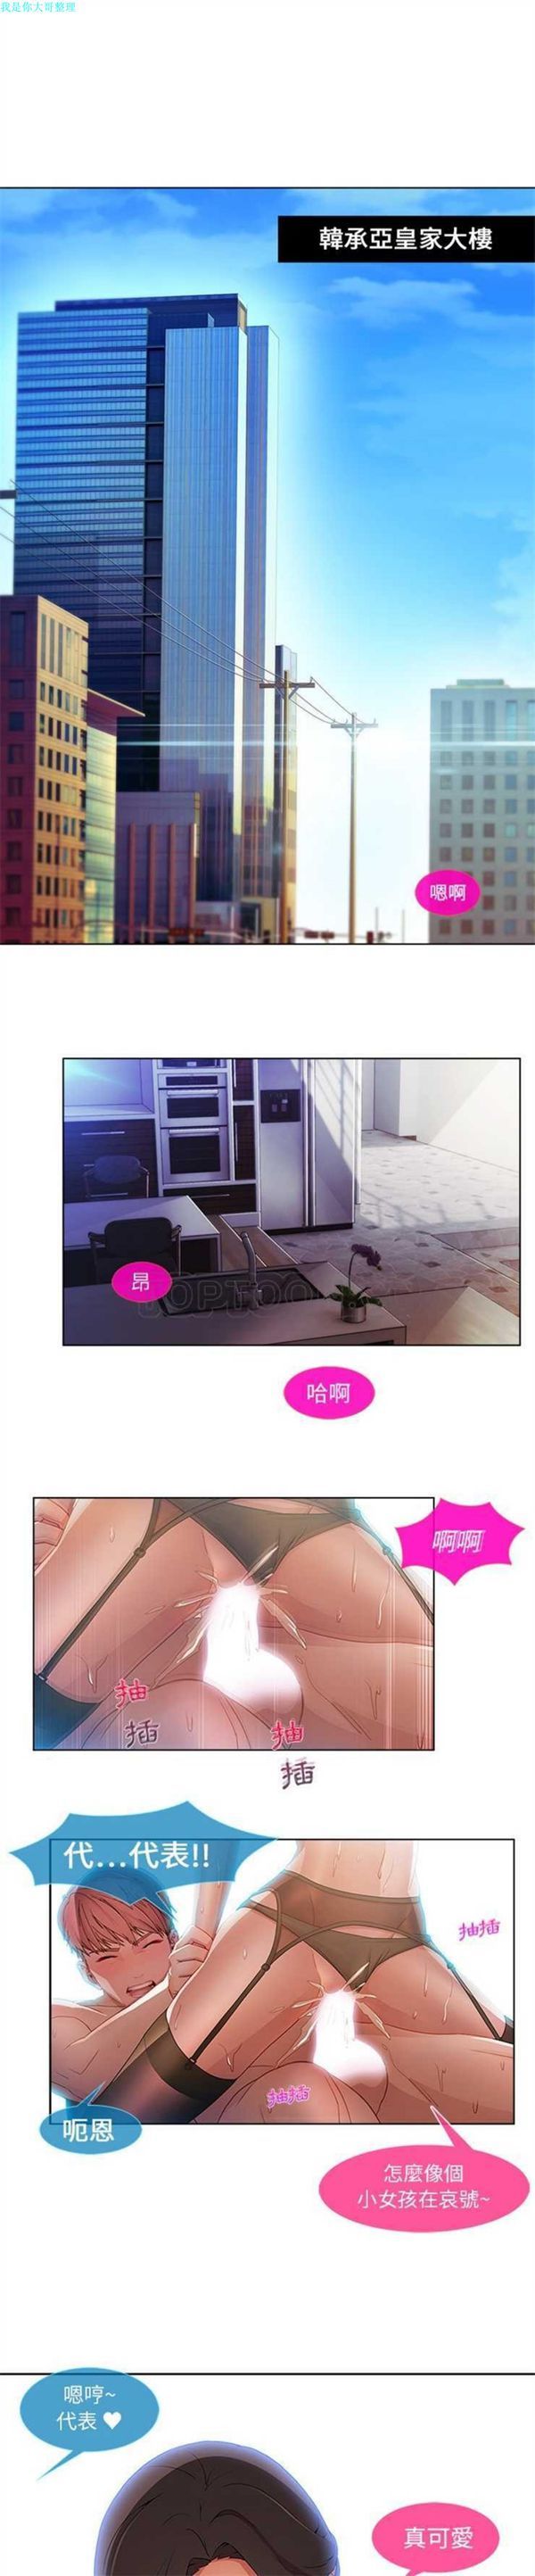 我是你大哥整理
韓承亞皇家大樓
嗯啊
昂
TOPTOO
哈啊
啊啊
抽
插
抽
插
代...代表!!
抽插
抽插
呃恩
怎麼像個
小女孩在哀號~
嗯哼~
代表♥
真可愛